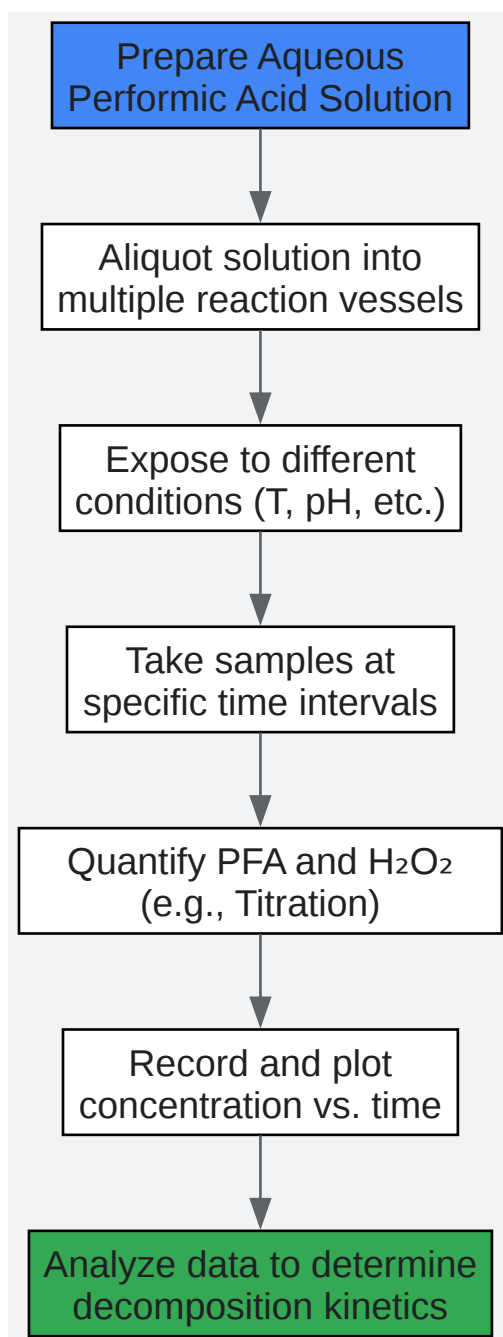 Prepare Aqueous
Performic Acid Solution
Aliquot solution into
multiple reaction vessels
Expose to different
conditions (T, pH, etc.)
Take samples at
specific time intervals
Quantify PFA and H₂O₂
(e.g., Titration)
Record and plot
concentration vs. time
Analyze data to determine
decomposition kinetics